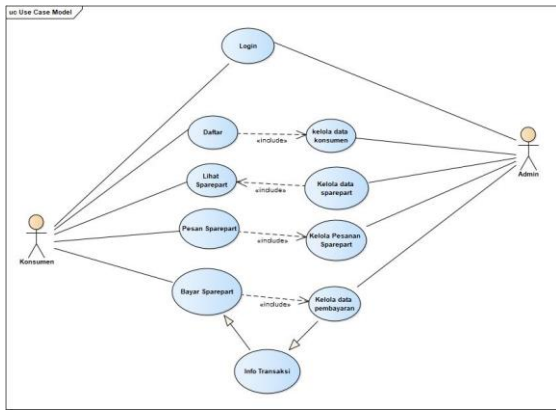 uc Use Case Model
Login
Daftar
«include»
kelola data
konsumen
Lihat
Sparepart
«include»
Kelola data
sparepart
Admin
Pesan Sparepart
«include»
Kelola Pesanan
Sparepart
Konsumen
Bayar Sparepart
«include»
Kelola data
pembayaran
Info Transaksi